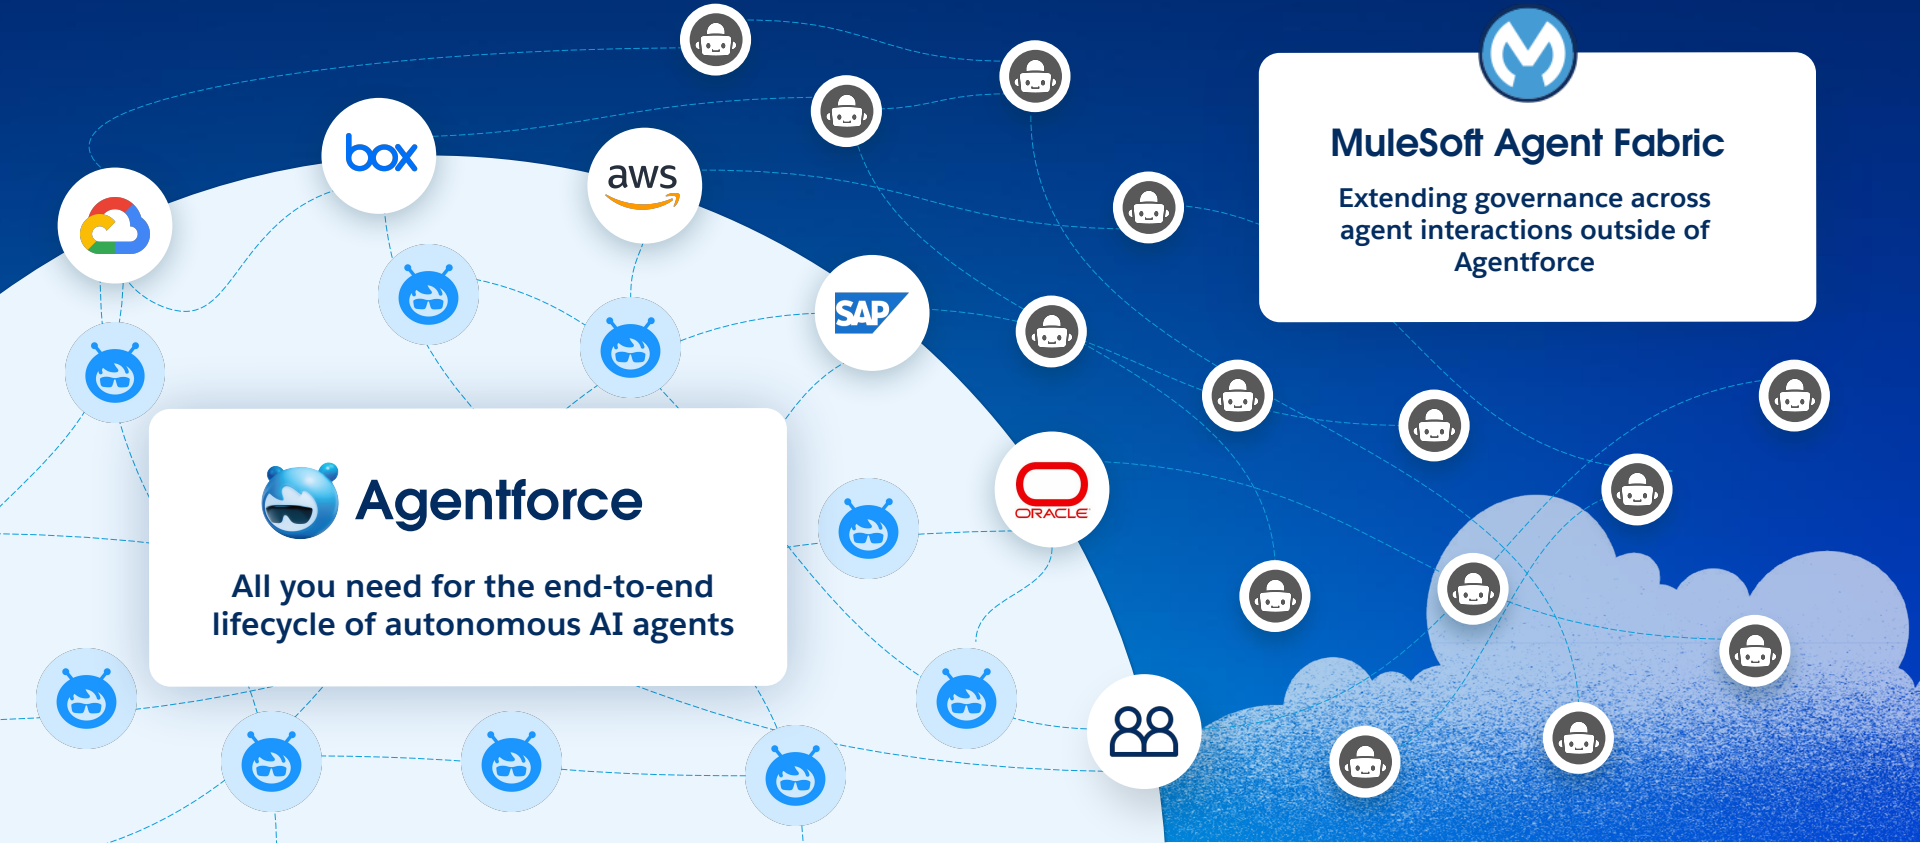 box
aws
SAP
ORACLE
MuleSoft Agent Fabric
Extending governance across
agent interactions outside of
Agentforce
Agentforce
All you need for the end-to-end
lifecycle of autonomous AI agents